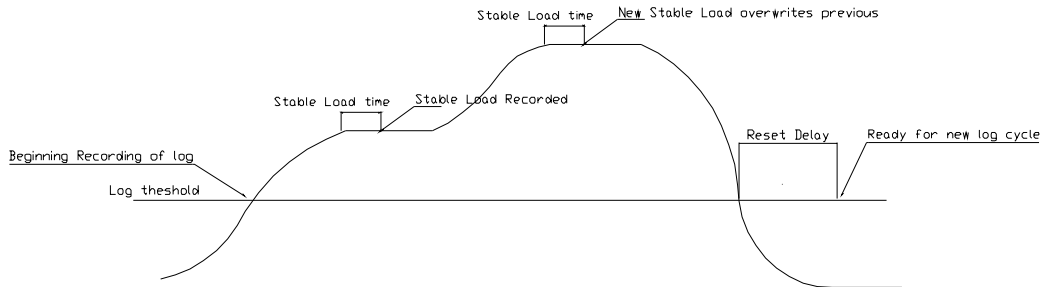 Stable Load time
New Stable Load overwrites previous
Stable Load time
Stable Load Recorded
Reset Delay
Ready for new log cycle
Beginning Recording of log
Log theshold